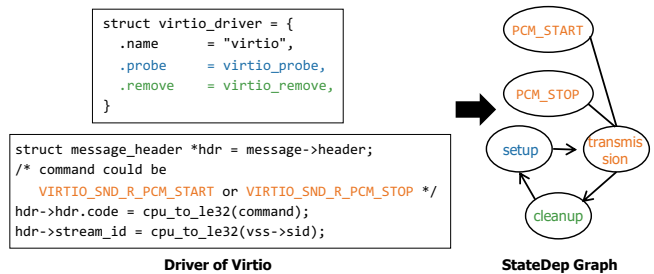 struct virtio_driver = {
.name = "virtio",
.probe = virtio_probe,
.remove = virtio_remove,
}
struct message_header *hdr = message->header;
/* command could be
VIRTIO_SND_R_PCM_START or VIRTIO_SND_R_PCM_STOP */
hdr->hdr.code = cpu_to_le32(command);
hdr->stream_id = cpu_to_le32(vss->sid);
Driver of Virtio
PCM_START
PCM_STOP
setup
transmis
sion
cleanup
StateDep Graph